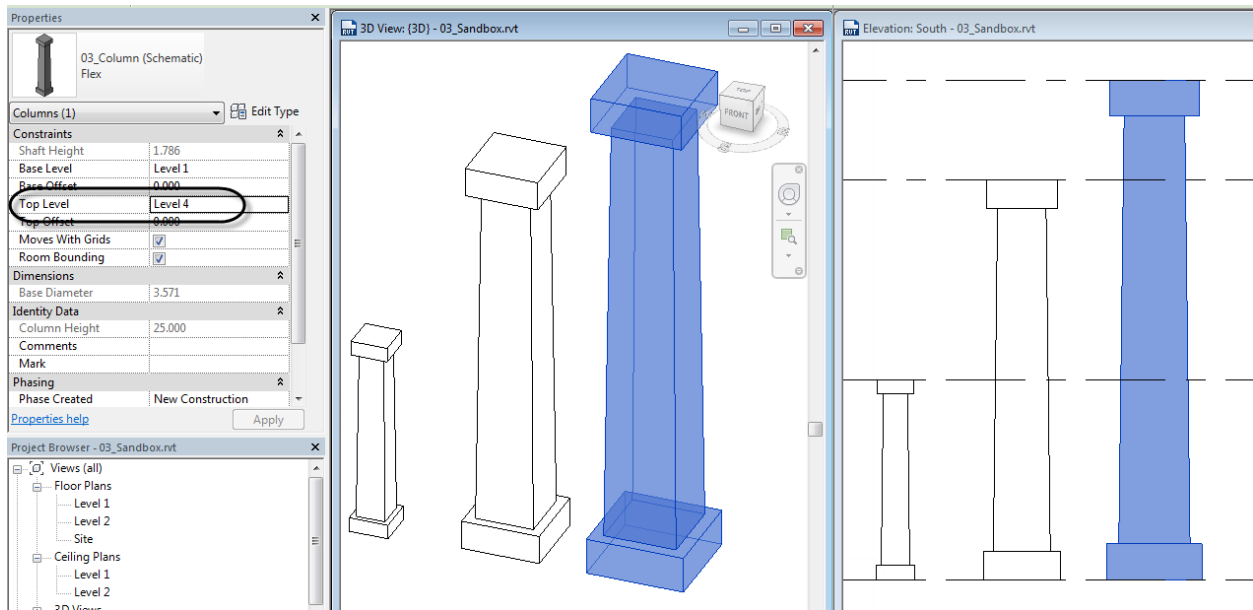 Properties
03_Column (Schematic)
Flex
Columns (1)
Edit Type
Constraints
Shaft Height 1.786
Base Level Level 1
Base Offset 0.000
Top Level Level 4
Top Offset 0.000
Moves With Grids
Room Bounding
Dimensions
Base Diameter 3.571
Identity Data
Column Height 25.000
Comments
Mark
Phasing
Phase Created New Construction
Properties help
Apply
Project Browser - 03_Sandbox.rvt
Views (all)
Floor Plans
Level 1
Level 2
Site
Ceiling Plans
Level 1
Level 2
3D Views
3D View: {3D} - 03_Sandbox.rvt
TOP
FRONT
Elevation: South - 03_Sandbox.rvt